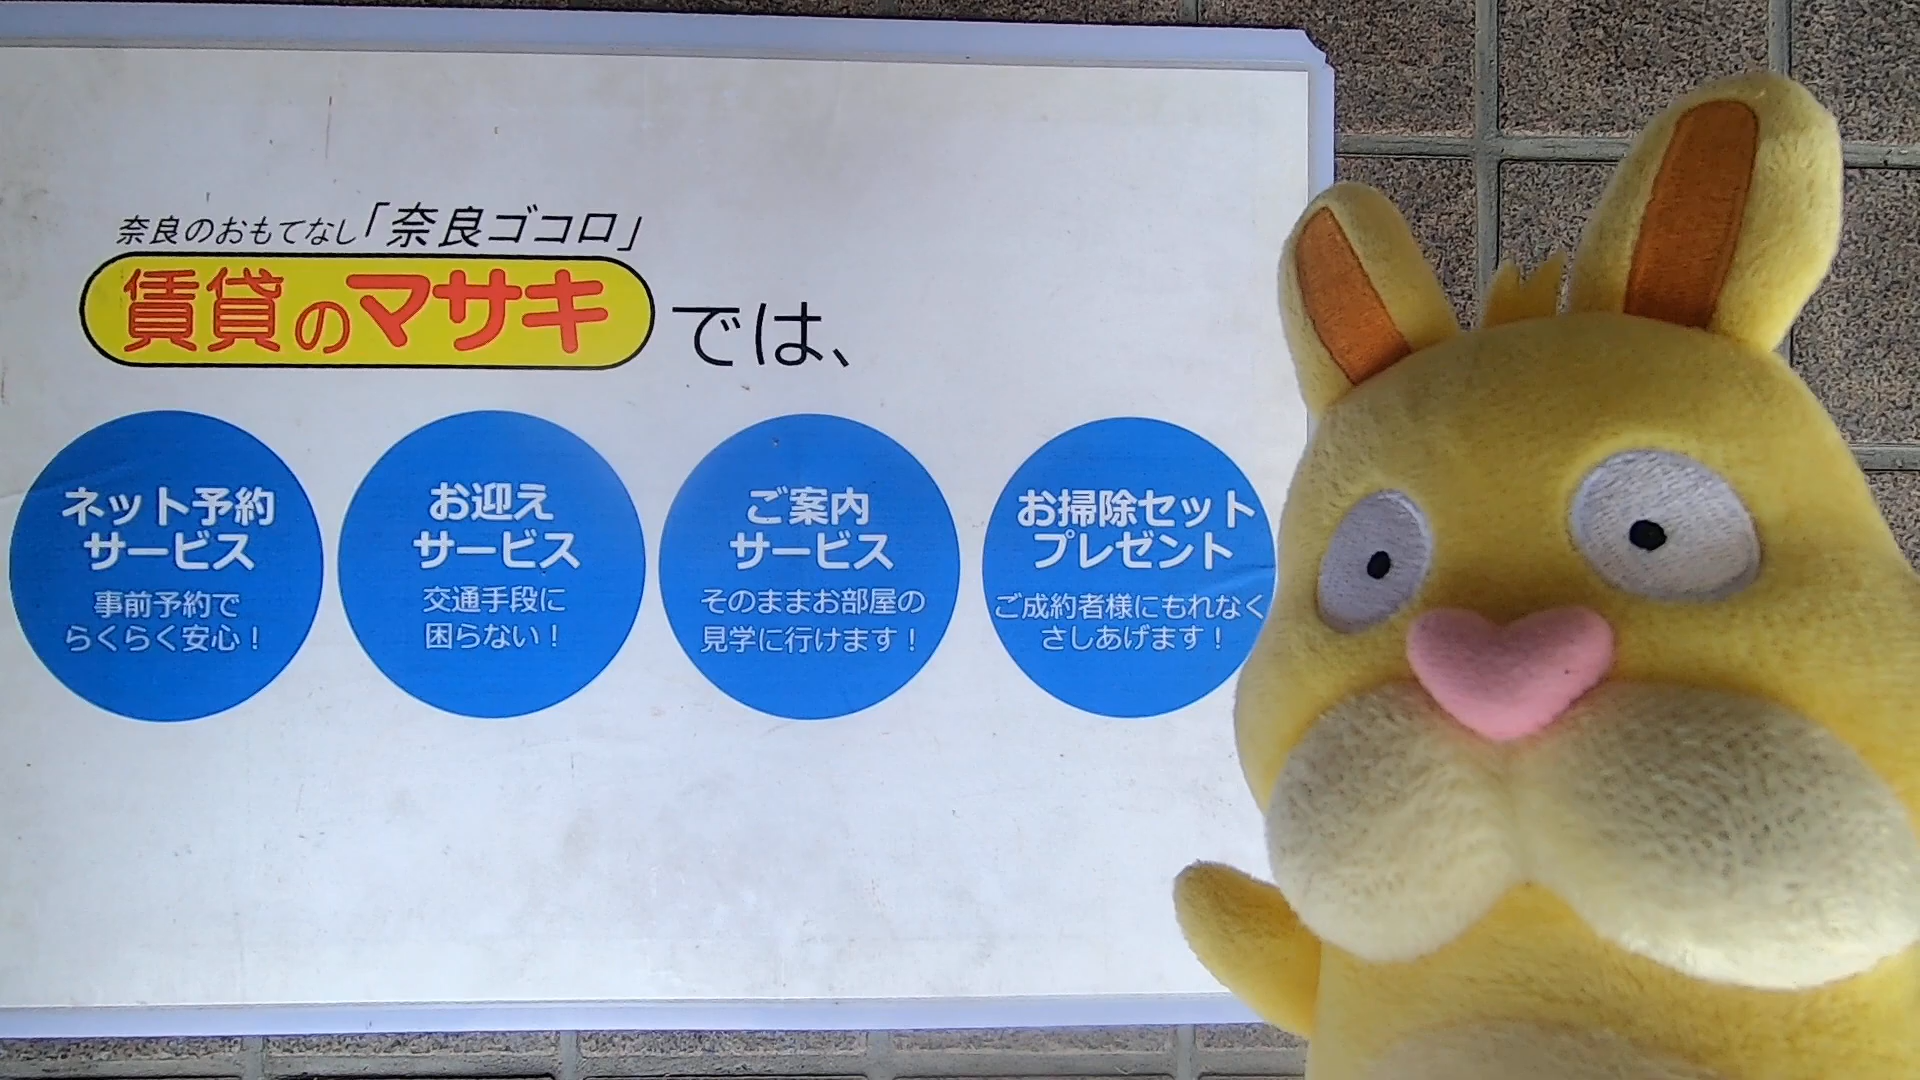 奈良のおもてなし「奈良ゴコロ」
賃貸のマサキでは、
ネット予約
サービス
事前予約で
らくらく安心！
お迎え
サービス
交通手段に
困らない！
ご案内
サービス
そのままお部屋の
見学に行けます！
お掃除セット
プレゼント
ご成約者様にもれなく
さしあげます！